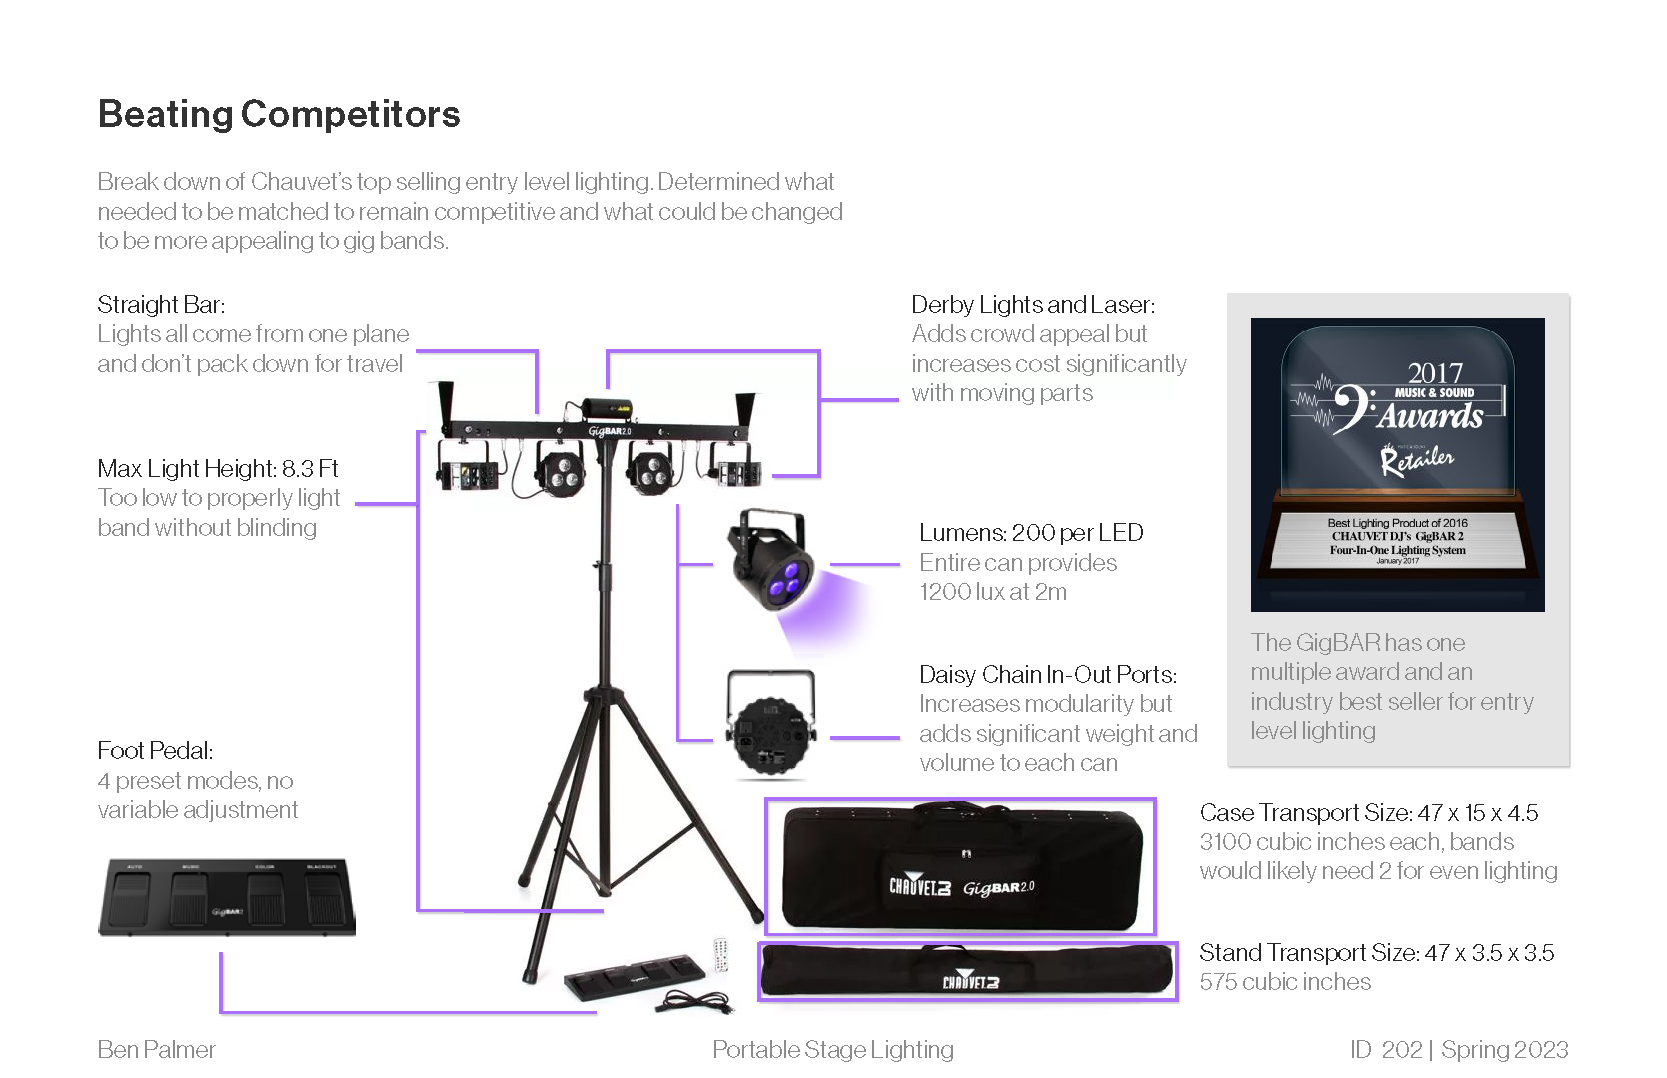 Beating Competitors
Break down of Chauvet's top selling entry level lighting. Determined what
needed to be matched to remain competitive and what could be changed
to be more appealing to gig bands.
Straight Bar:
Lights all come from one plane
and don't pack down for travel
Max Light Height: 8.3 Ft
Too low to properly light
band without blinding
Foot Pedal:
4 preset modes, no
variable adjustment
AUTO MUSIC COLOR BLACKOUT
GigBAR2
GigBAR2.0
Derby Lights and Laser:
Adds crowd appeal but
increases cost significantly
with moving parts
Lumens: 200 per LED
Entire can provides
1200 lux at 2m
Daisy Chain In-Out Ports:
Increases modularity but
adds significant weight and
volume to each can
2017
MUSIC & SOUND
Awards
the
Retailer
Best Lighting Product of 2016
CHAUVET DJ's GigBAR 2
Four-In-One Lighting System
January 2017
The GigBAR has one
multiple award and an
industry best seller for entry
level lighting
CHAUVET GigBAR2.0
Case Transport Size: 47 x 15 x 4.5
3100 cubic inches each, bands
would likely need 2 for even lighting
CHAUVET
Stand Transport Size: 47 x 3.5 x 3.5
575 cubic inches
Ben Palmer
Portable Stage Lighting
ID 202 | Spring 2023